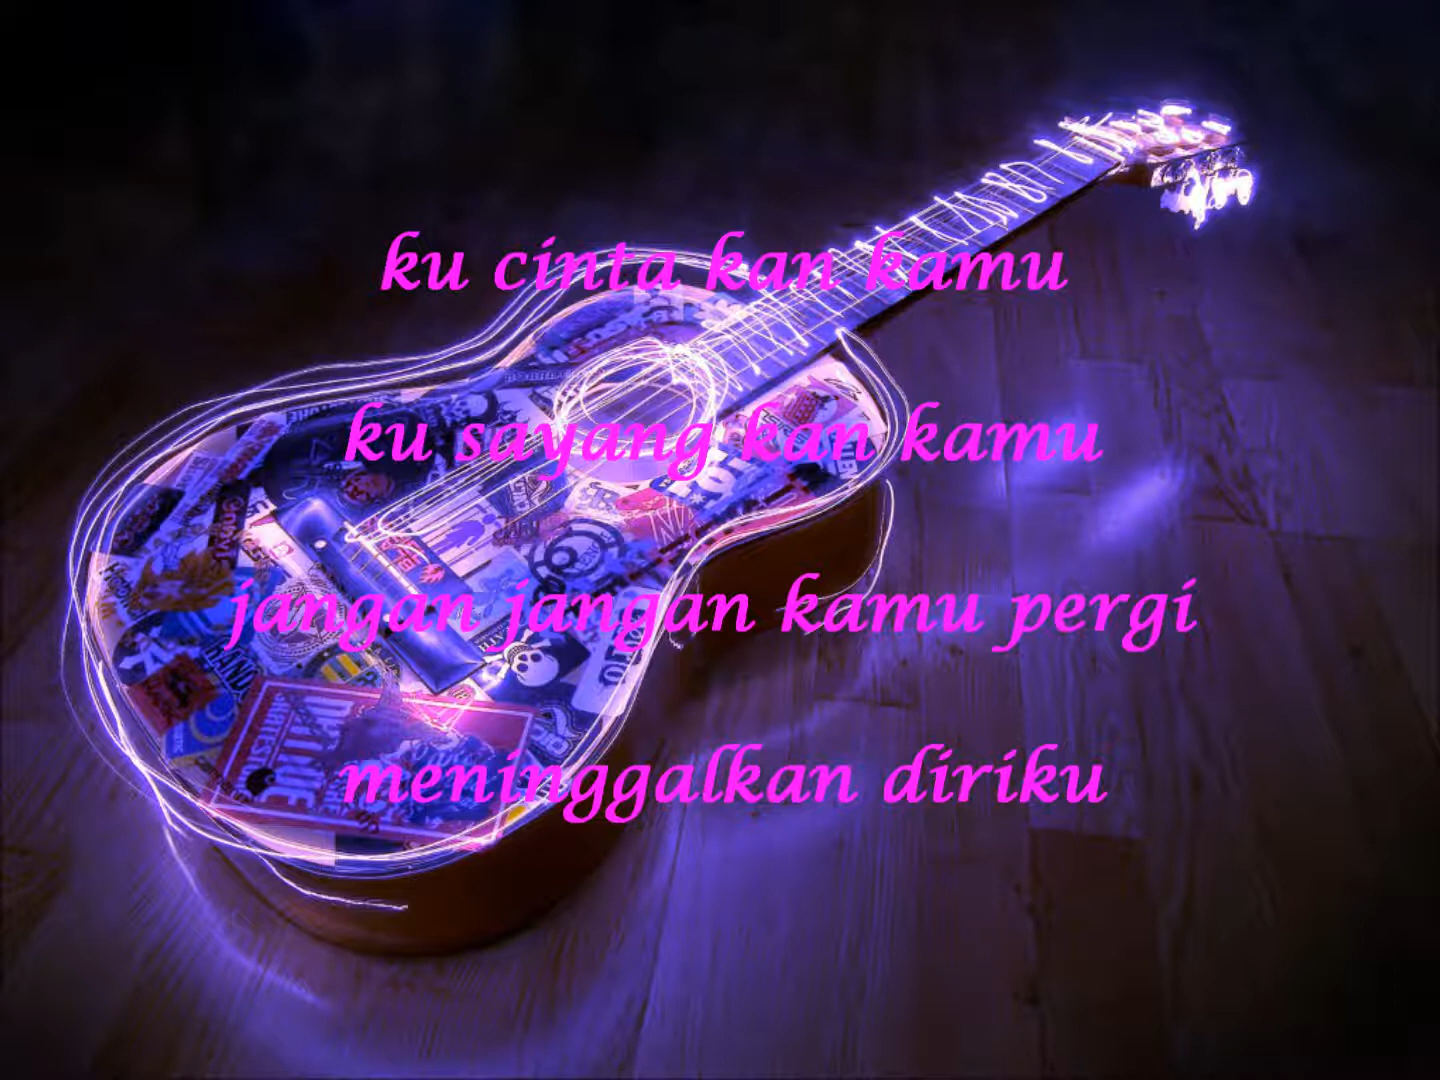 ku cinta kan kamu
ku sayang kan kamu
jangan jangan kamu pergi
meninggalkan diriku